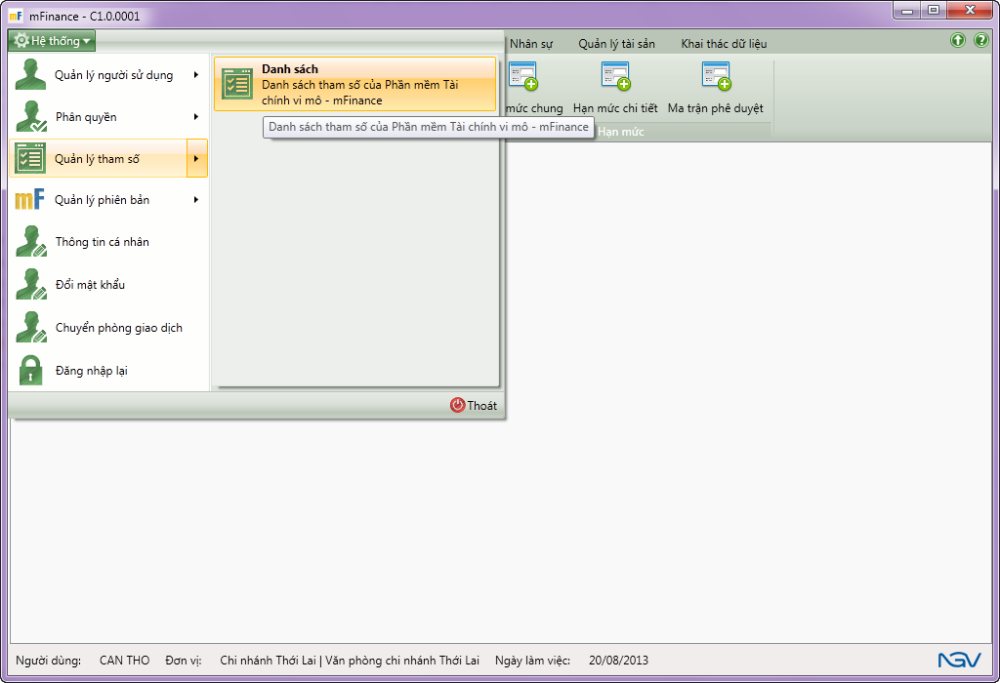 mF mFinance - C1.0.0001
Hệ thống
Nhân sự Quản lý tài sản Khai thác dữ liệu
Quản lý người sử dụng
Phân quyền
Quản lý tham số
mF Quản lý phiên bản
Thông tin cá nhân
Đổi mật khẩu
Chuyển phòng giao dịch
Đăng nhập lại
Danh sách
Danh sách tham số của Phần mềm Tài
chính vi mô - mFinance
Danh sách tham số của Phần mềm Tài chính vi mô - mFinance
mức chung Hạn mức chi tiết Ma trận phê duyệt
Hạn mức
Thoát
Người dùng: CAN THO Đơn vị: Chi nhánh Thới Lai | Văn phòng chi nhánh Thới Lai Ngày làm việc: 20/08/2013
NGV